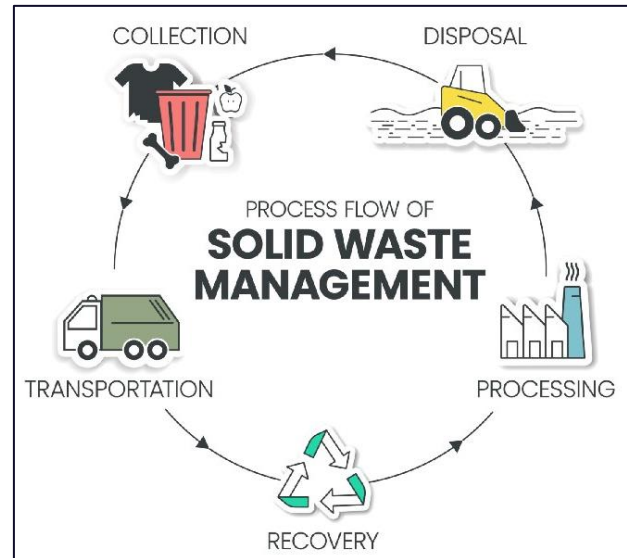 COLLECTION
DISPOSAL
PROCESS FLOW OF
SOLID WASTE
MANAGEMENT
TRANSPORTATION
PROCESSING
RECOVERY